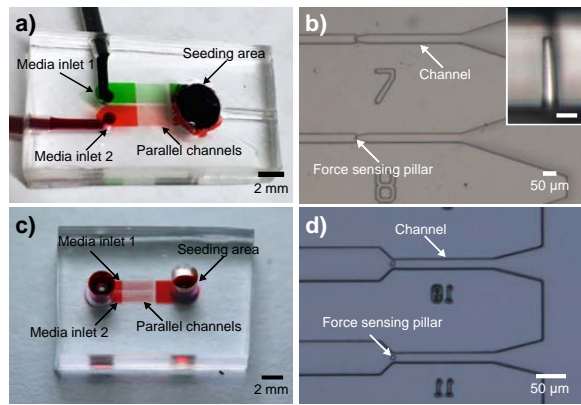 a)
Seeding area
Media inlet 1
Media inlet 2
Parallel channels
2 mm
b)
Channel
7
Force sensing pillar
8
50 µm
c)
Media inlet 1
Seeding area
Media inlet 2
Parallel channels
2 mm
d)
Channel
Force sensing pillar
11
50 µm